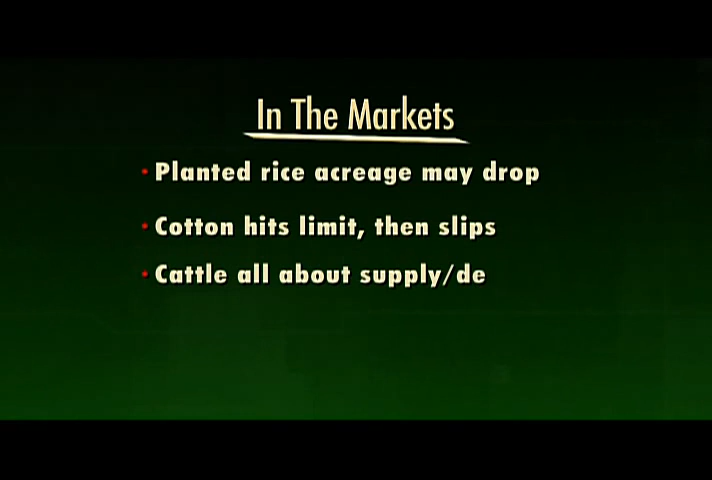 In The Markets
· Planted rice acreage may drop
· Cotton hits limit, then slips
· Cattle all about supply/de